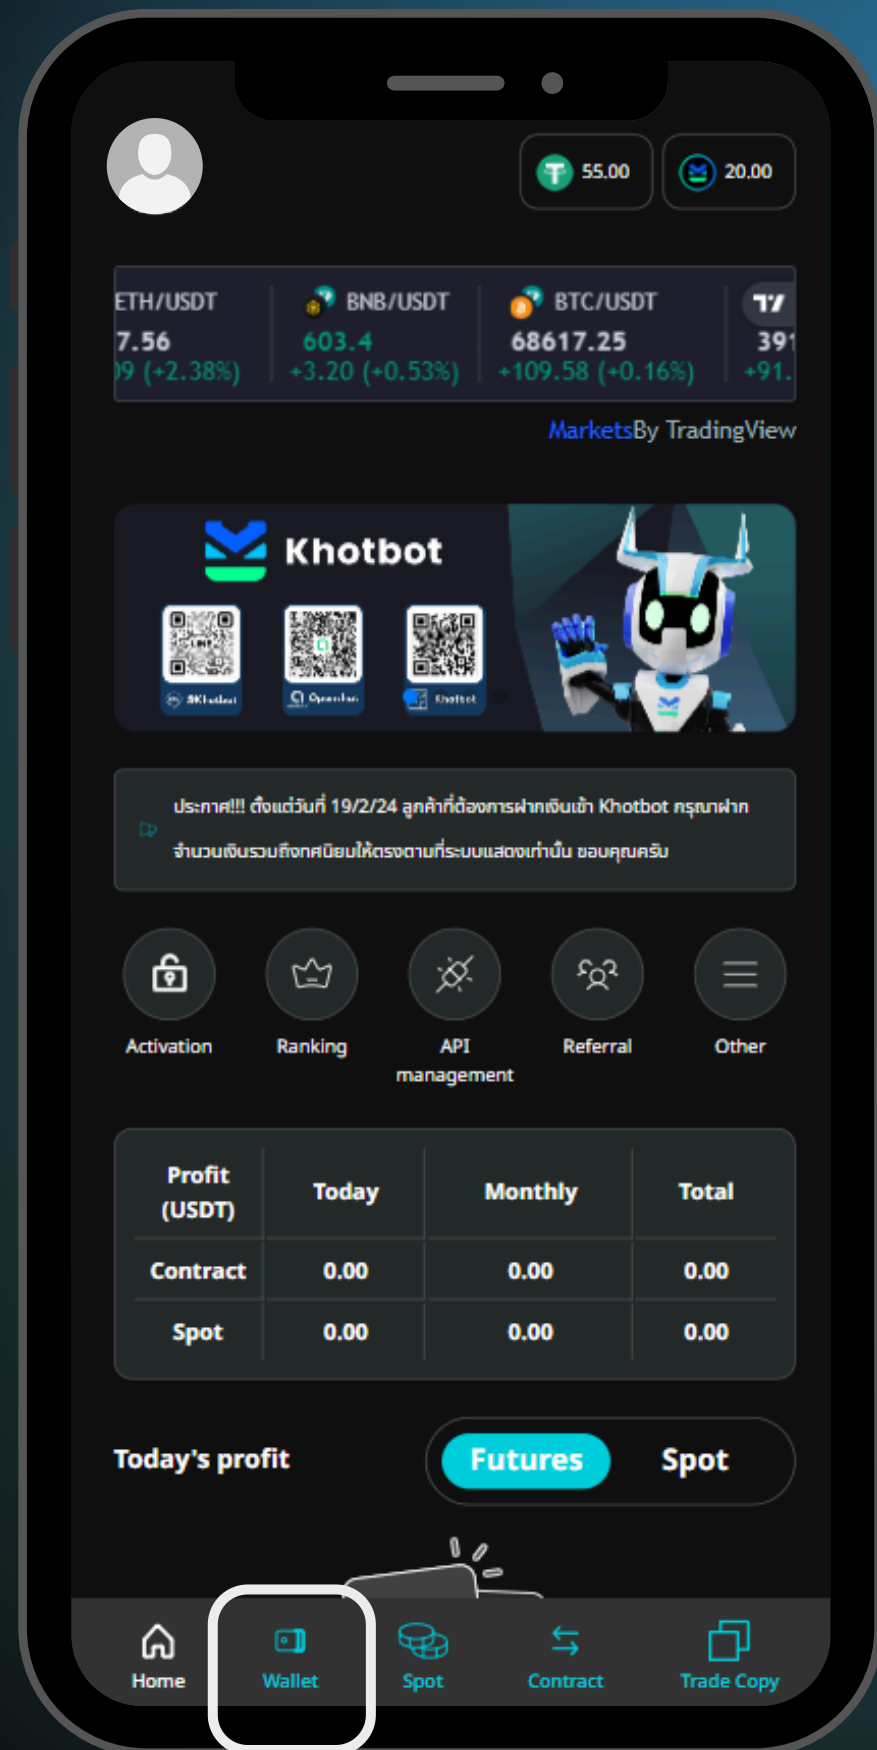 55.00 20.00
ETH/USDT BNB/USDT BTC/USDT
7.56 603.4 68617.25 391
09 (+2.38%) +3.20 (+0.53%) +109.58 (+0.16%) +91.
MarketsBy TradingView
Khotbot
Khotbot
ประกาศ!!! ตั้งแต่วันที่ 19/2/24 ลูกค้าที่ต้องการฝากเงินเข้า Khotbot กรุณาฝาก
จำนวนเงินรวมถึงทศนิยมให้ตรงตามที่ระบบแสดงเท่านั้น ขอบคุณครับ
Activation Ranking API Referral Other
management
Profit
(USDT) Today Monthly Total
Contract 0.00 0.00 0.00
Spot 0.00 0.00 0.00
Today's profit Futures Spot
Home Wallet Spot Contract Trade Copy